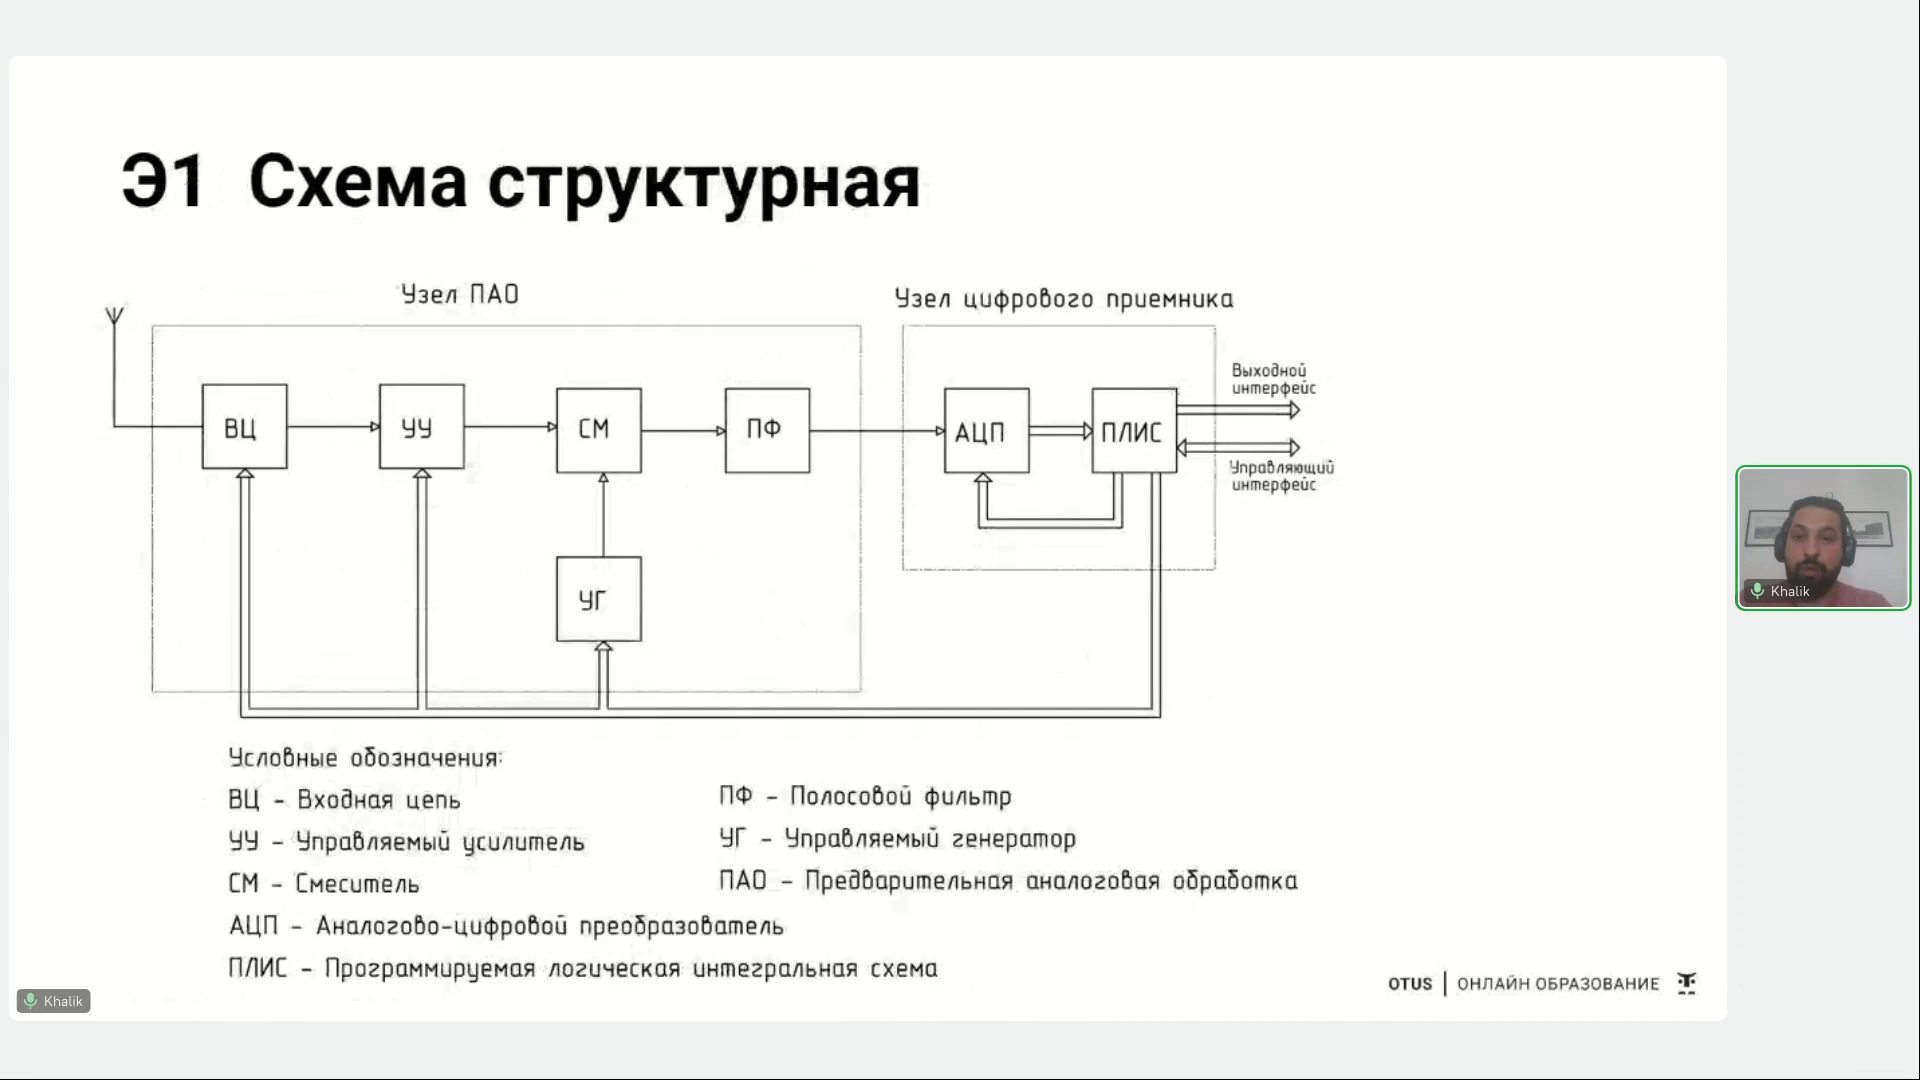 Э1 Схема структурная
Узел ПАО
Узел цифрового приемника
Выходной
интерфейс
ВЦ
УУ
СМ
ПФ
АЦП
ПЛИС
Управляющий
интерфейс
УГ
Условные обозначения:
ВЦ - Входная цепь
УУ - Управляемый усилитель
СМ - Смеситель
АЦП - Аналогово-цифровой преобразователь
ПЛИС - Программируемая логическая интегральная схема
ПФ - Полосовой фильтр
УГ - Управляемый генератор
ПАО - Предварительная аналоговая обработка
OTUS | ОНЛАЙН ОБРАЗОВАНИЕ
Khalik
Khalik